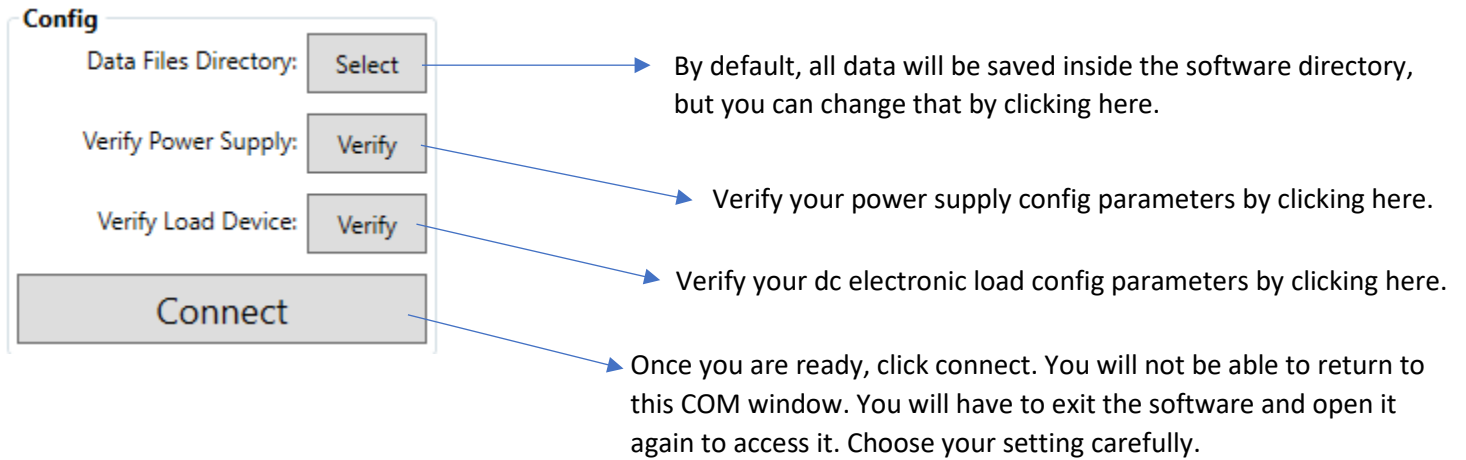 Config
Data Files Directory:
Select
By default, all data will be saved inside the software directory,
but you can change that by clicking here.
Verify Power Supply:
Verify
Verify your power supply config parameters by clicking here.
Verify Load Device:
Verify
Verify your dc electronic load config parameters by clicking here.
Connect
Once you are ready, click connect. You will not be able to return to
this COM window. You will have to exit the software and open it
again to access it. Choose your setting carefully.